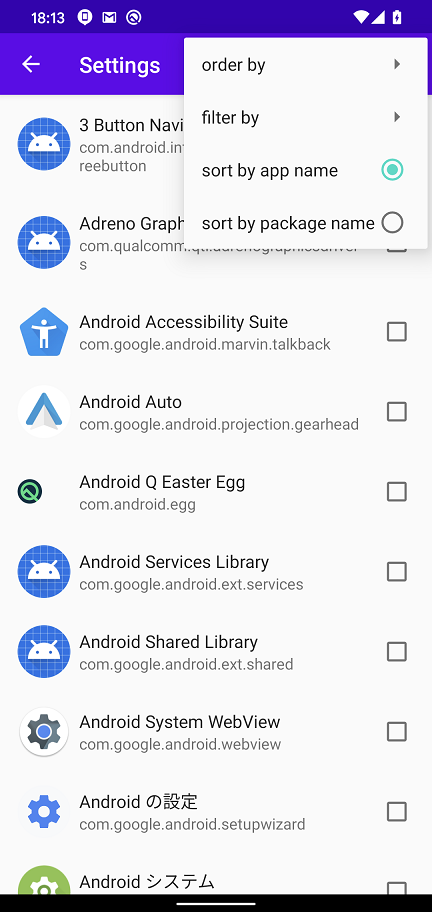 18:13
Settings
order by
filter by
sort by app name
sort by package name
3 Button Navi
com.android.int
reebutton
Adreno Graph
com.qualcomm.qti.adrenographicsdriver
s
Android Accessibility Suite
com.google.android.marvin.talkback
Android Auto
com.google.android.projection.gearhead
Android Q Easter Egg
com.android.egg
Android Services Library
com.google.android.ext.services
Android Shared Library
com.google.android.ext.shared
Android System WebView
com.google.android.webview
Android の設定
com.google.android.setupwizard
Android システム